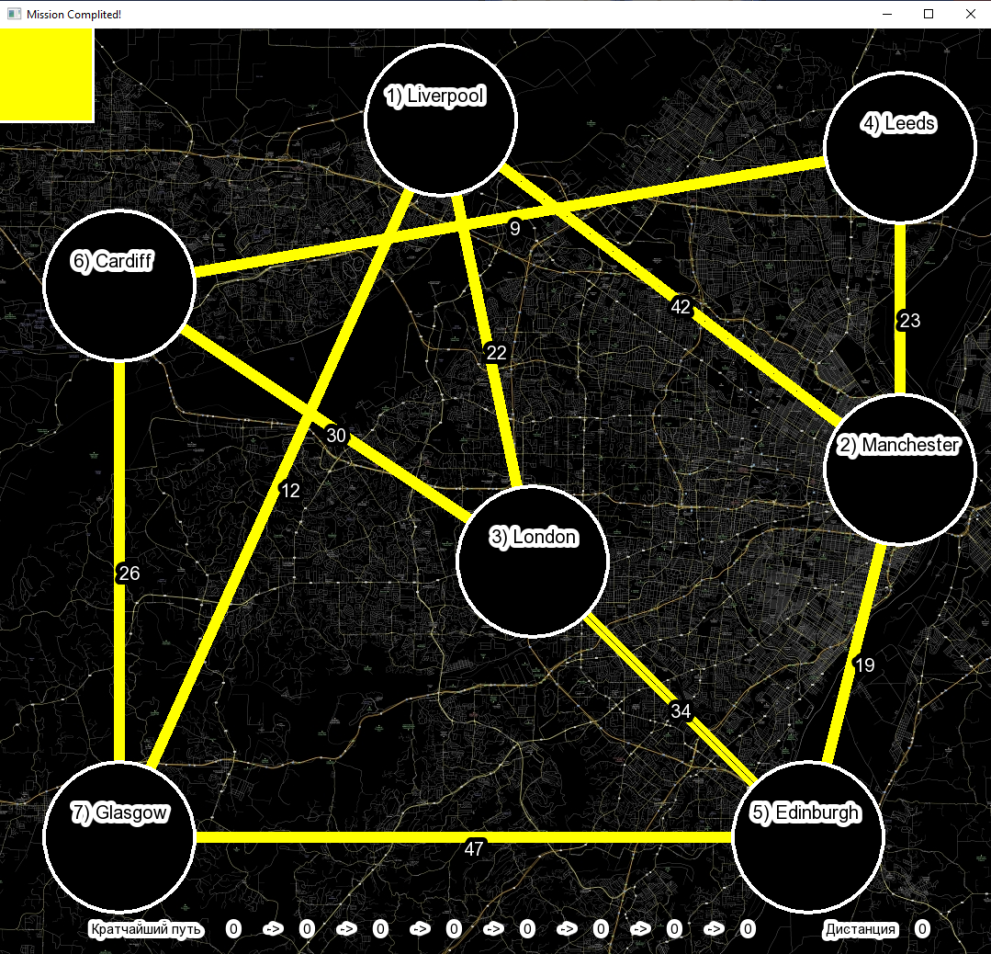 Mission Complited!
1) Liverpool
4) Leeds
9
6) Cardiff
42
23
22
30
2) Manchester
12
3) London
26
19
34
7) Glasgow
5) Edinburgh
47
Кратчайший путь 0 -> 0 -> 0 -> 0 -> 0 -> 0 -> 0 -> 0 Дистанция 0